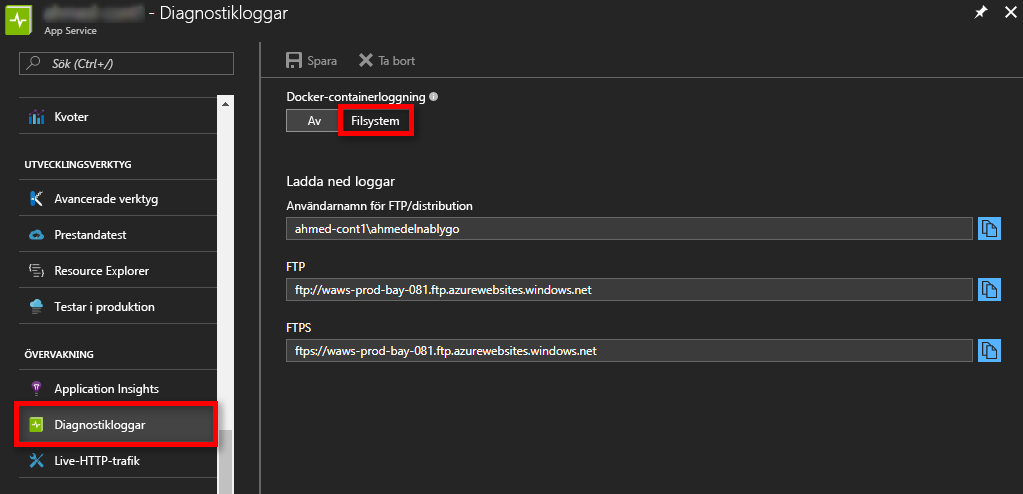 - Diagnostikloggar
App Service
Sök (Ctrl+/)
Kvoter
UTVECKLINGSVERKTYG
Avancerade verktyg
Prestandatest
Resource Explorer
Testar i produktion
ÖVERVAKNING
Application Insights
Diagnostikloggar
Live-HTTP-trafik
Spara
Ta bort
Docker-containerloggning
Av
Filsystem
Ladda ned loggar
Användarnamn för FTP/distribution
ahmed-cont1\ahmedelnablygo
FTP
ftp://waws-prod-bay-081.ftp.azurewebsites.windows.net
FTPS
ftps://waws-prod-bay-081.ftp.azurewebsites.windows.net